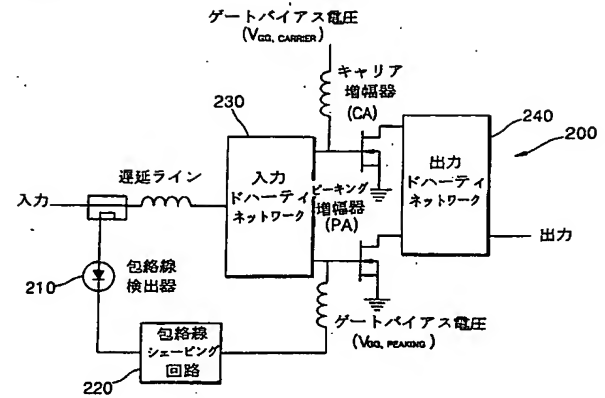 ゲートバイアス電圧
(VGG, CARRIER)
キャリア
増幅器
(CA)
230
240
200
入力
ドハーティ
ネットワーク
出力
ドハーティ
ネットワーク
遅延ライン
入力
ピーキング
増幅器
(PA)
出力
210
包絡線
検出器
ゲートバイアス電圧
(VGG, PEAKING)
包絡線
シェーピング
回路
220